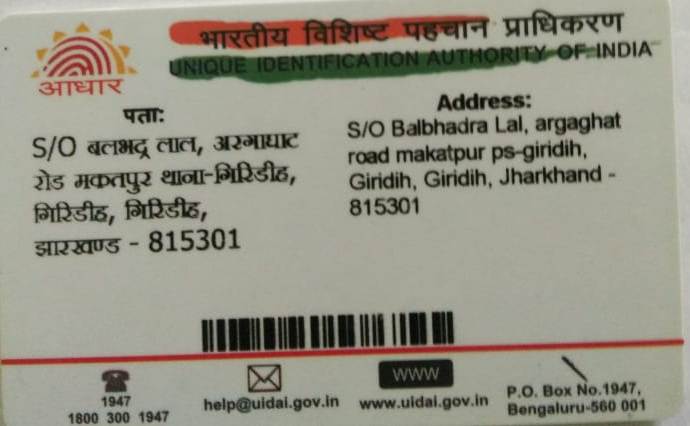 भारतीय विशिष्ट पहचान प्राधिकरण
UNIQUE IDENTIFICATION AUTHORITY OF INDIA
आधार
पता:
S/O बलभद्र लाल, अरगाघाट
रोड मकतपुर थाना-गिरिडीह,
गिरिडीह, गिरिडीह,
झारखण्ड - 815301
Address:
S/O Balbhadra Lal, argaghat
road makatpur ps-giridih,
Giridih, Giridih, Jharkhand -
815301
1947
1800 300 1947
help@uidai.gov.in
WWW
www.uidai.gov.in
P.O. Box No.1947,
Bengaluru-560 001